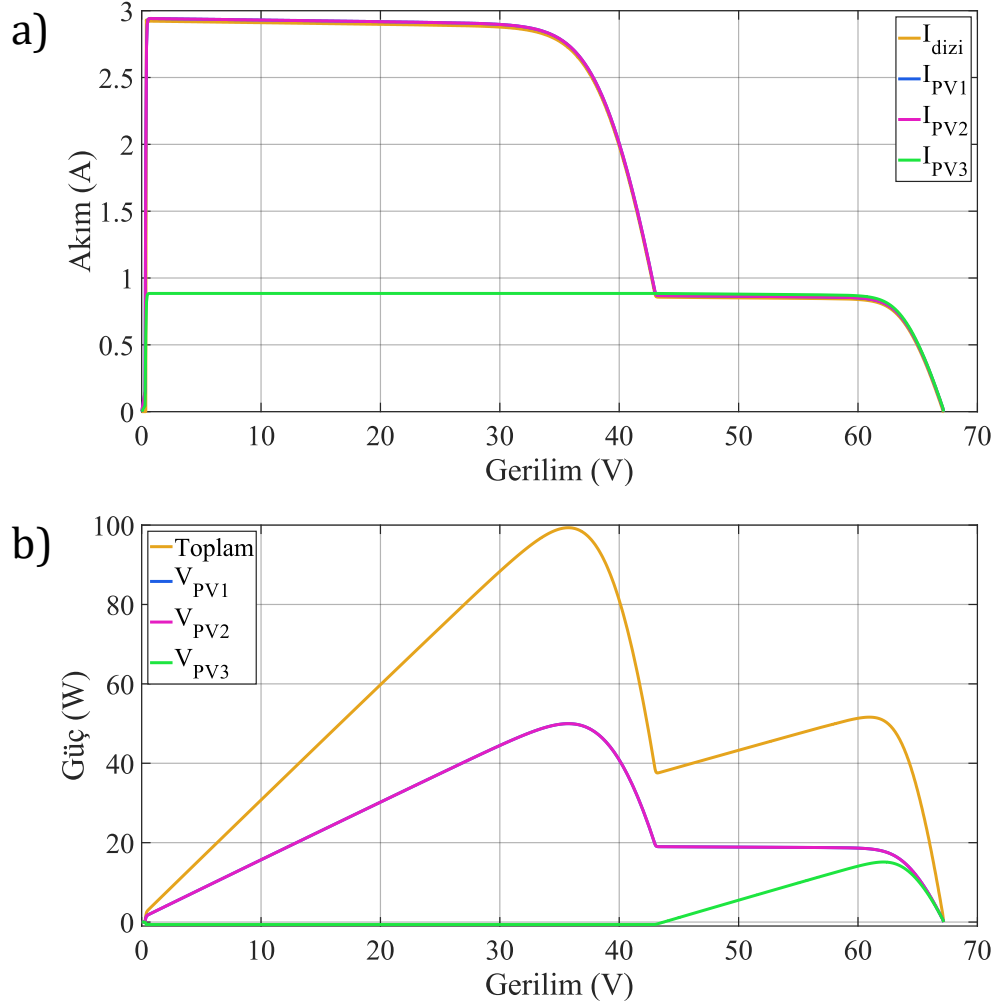 a)
3
2.5
2
1.5
1
0.5
0
Akım (A)
I_dizi
I_PV1
I_PV2
I_PV3
0 10 20 30 40 50 60 70
Gerilim (V)
b)
100
80
60
40
20
0
Güç (W)
Toplam
V_PV1
V_PV2
V_PV3
0 10 20 30 40 50 60 70
Gerilim (V)